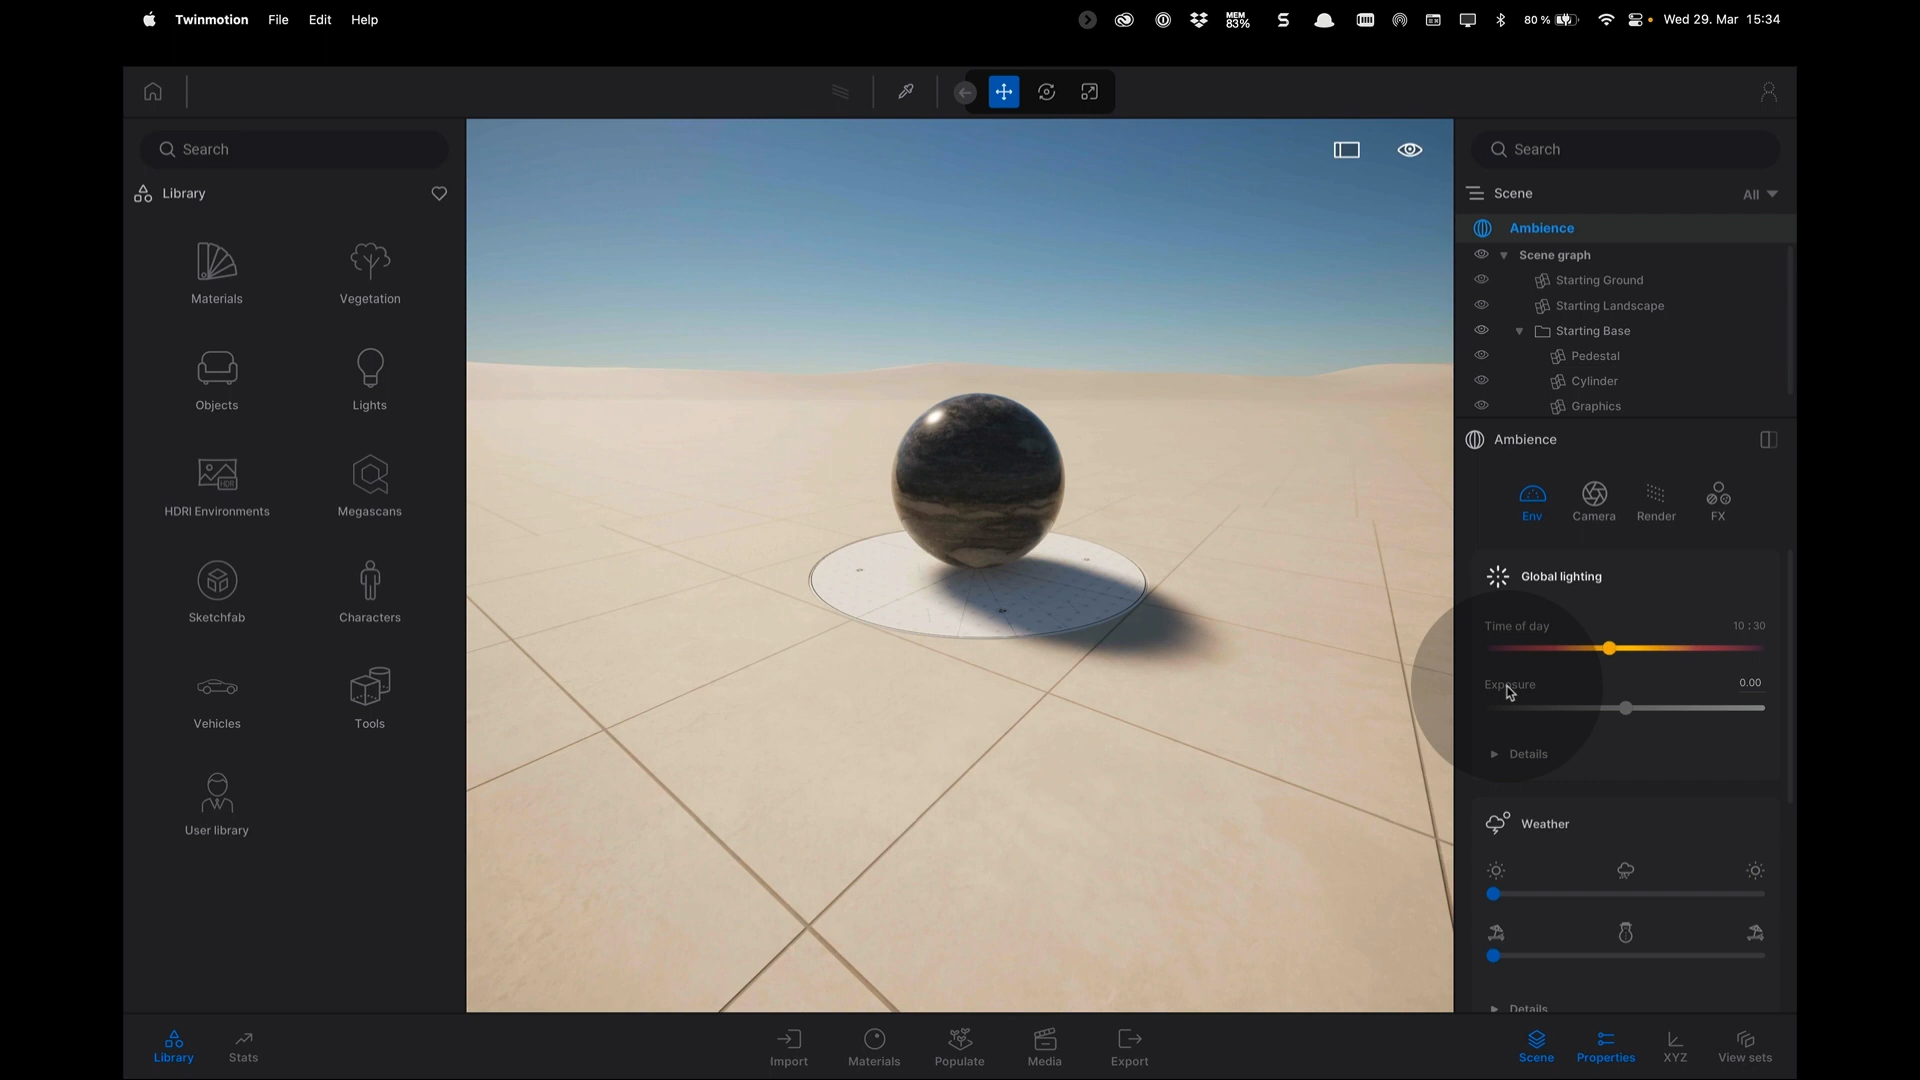 Twinmotion File Edit Help
MEM
83%
S
80 %
Wed 29. Mar 15:34
Search
Library
Materials
Vegetation
Objects
Lights
HDR
HDRI Environments
Megascans
Sketchfab
Characters
Vehicles
Tools
User library
Search
Scene
All
Ambience
Scene graph
Starting Ground
Starting Landscape
Starting Base
Pedestal
Cylinder
Graphics
Ambience
Env
Camera
Render
FX
Global lighting
Time of day
10 : 30
Exposure
0.00
Details
Weather
Details
Library
Stats
Import
Materials
Populate
Media
Export
Scene
Properties
XYZ
View sets